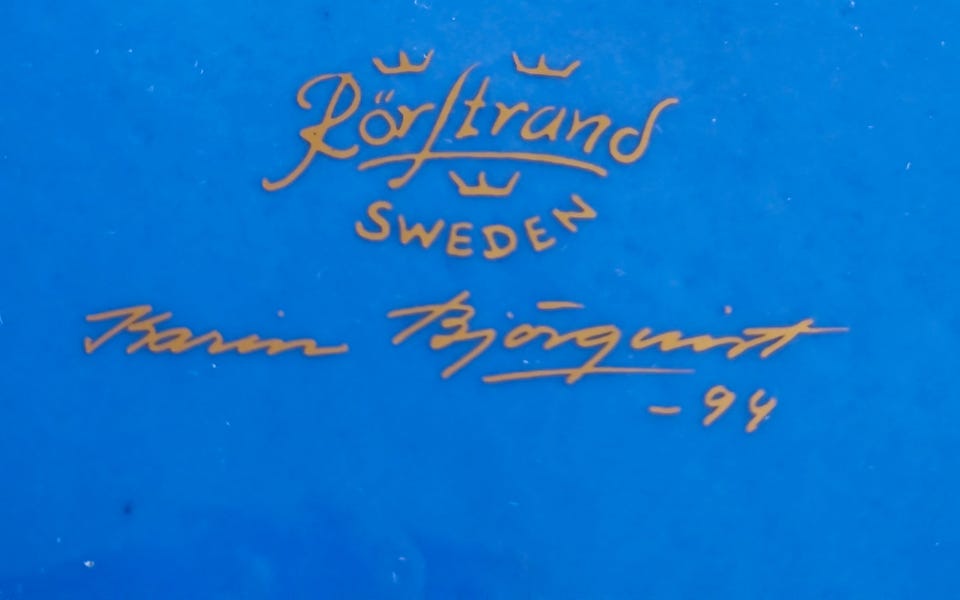 Rörstrand
SWEDEN
Karin Björquist
- 94